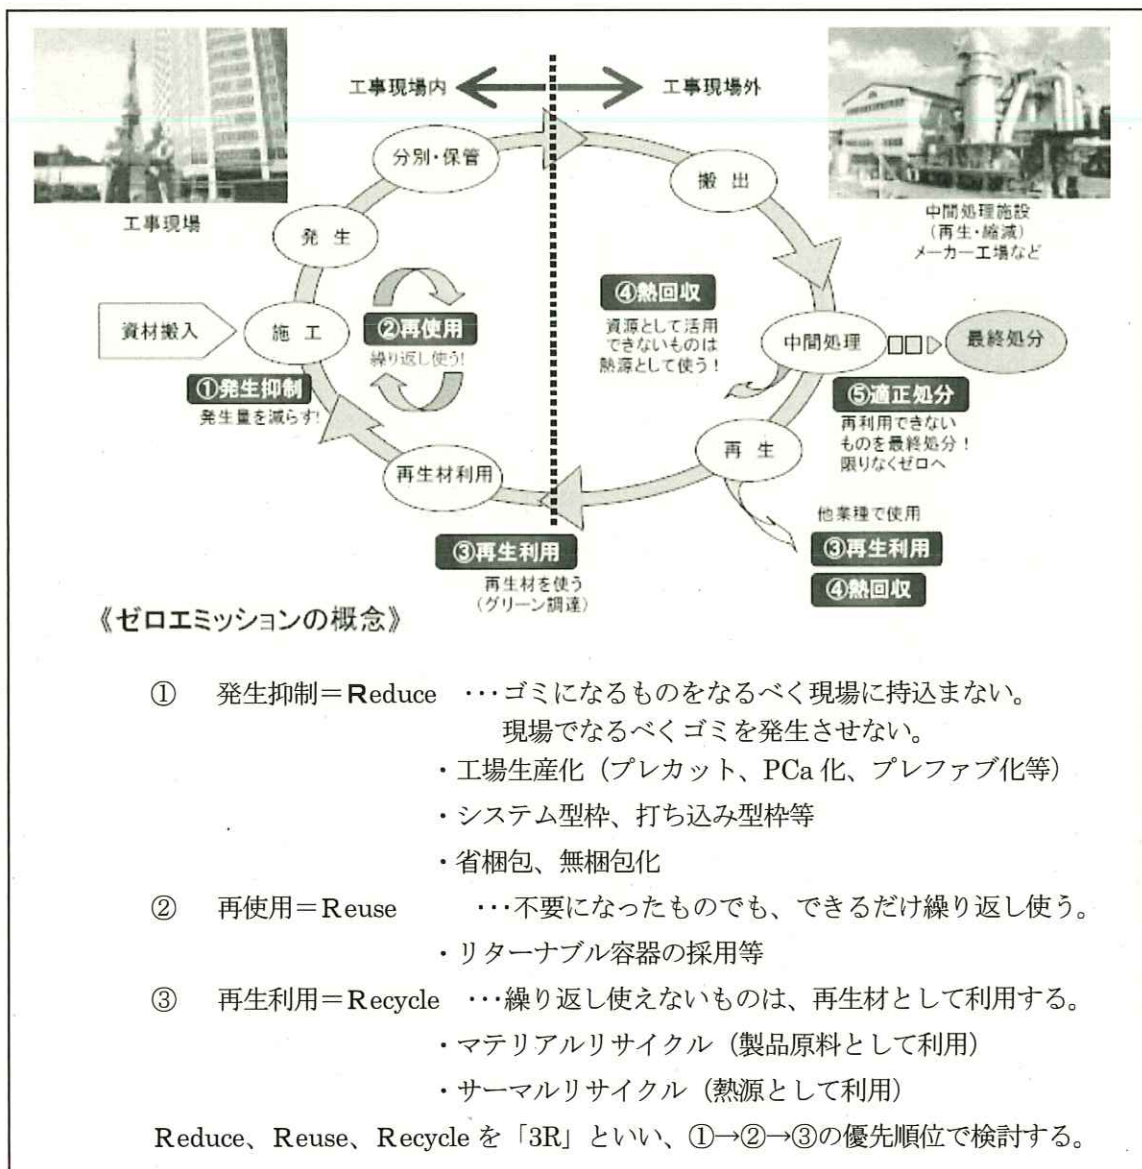 工事現場内
工事現場外
分別・保管
搬出
工事現場
発生
中間処理施設
(再生・縮減)
メーカー工場など
④熱回収
資源として活用
できないものは
熱源として使う!
資材搬入
施工
②再使用
繰り返し使う!
中間処理
最終処分
①発生抑制
発生量を減らす!
⑤適正処分
再利用できない
ものを最終処分!
限りなくゼロへ
再生材利用
再生
他業種で使用
③再生利用
④熱回収
③再生利用
再生材を使う
(グリーン調達)
《ゼロエミッションの概念》
① 発生抑制=Reduce ・・・ゴミになるものをなるべく現場に持込まない。
現場でなるべくゴミを発生させない。
・工場生産化(プレカット、PCa 化、プレファブ化等)
・システム型枠、打ち込み型枠等
・省梱包、無梱包化
② 再使用=Reuse ・・・不要になったものでも、できるだけ繰り返し使う。
・リターナブル容器の採用等
③ 再生利用=Recycle ・・・繰り返し使えないものは、再生材として利用する。
・マテリアルリサイクル(製品原料として利用)
・サーマルリサイクル(熱源として利用)
Reduce、Reuse、Recycle を「3R」といい、①→②→③の優先順位で検討する。